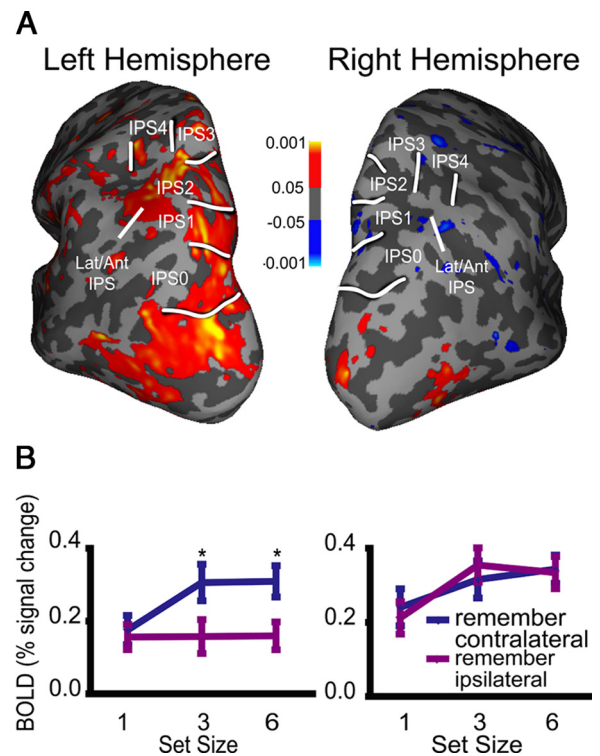 A
Left Hemisphere
Right Hemisphere
IPS4
IPS3
IPS2
IPS1
Lat/Ant
IPS
IPS0
0.001
0.05
-0.05
-0.001
IPS3
IPS4
IPS2
IPS1
IPS0
Lat/Ant
IPS
B
BOLD (% signal change)
0.4
0.2
0.0
1 3 6
Set Size
* *
0.4
0.2
0.0
1 3 6
Set Size
remember
contralateral
remember
ipsilateral